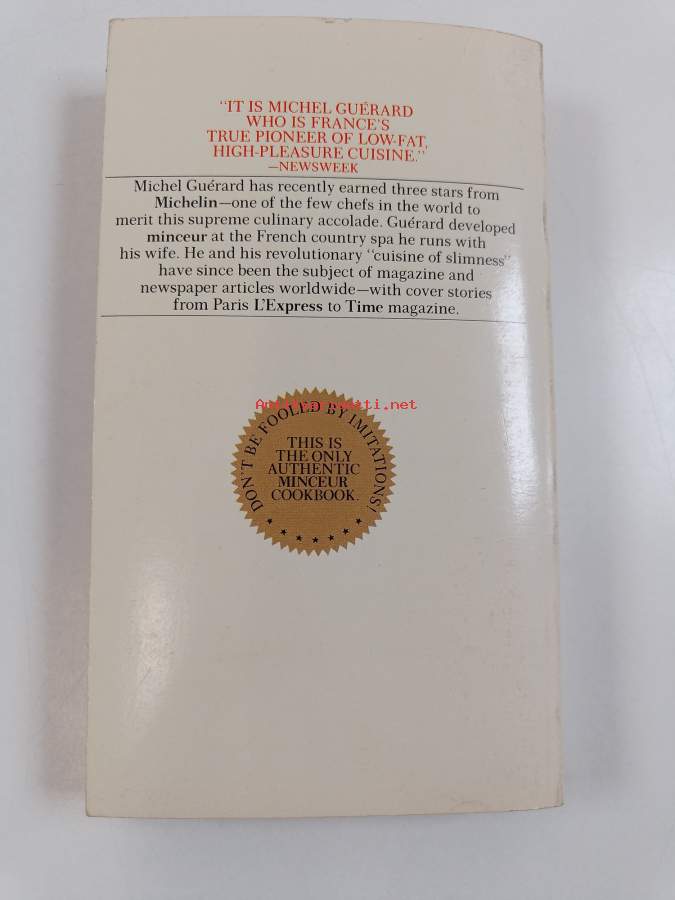 "IT IS MICHEL GUÉRARD
WHO IS FRANCE'S
TRUE PIONEER OF LOW-FAT,
HIGH-PLEASURE CUISINE."
—NEWSWEEK
Michel Guérard has recently earned three stars from
Michelin—one of the few chefs in the world to
merit this supreme culinary accolade. Guérard developed
minceur at the French country spa he runs with
his wife. He and his revolutionary "cuisine of slimness"
have since been the subject of magazine and
newspaper articles worldwide—with cover stories
from Paris L'Express to Time magazine.
DON'T BE FOOLED BY IMITATIONS!
THIS IS
THE ONLY
AUTHENTIC
MINCEUR
COOKBOOK.